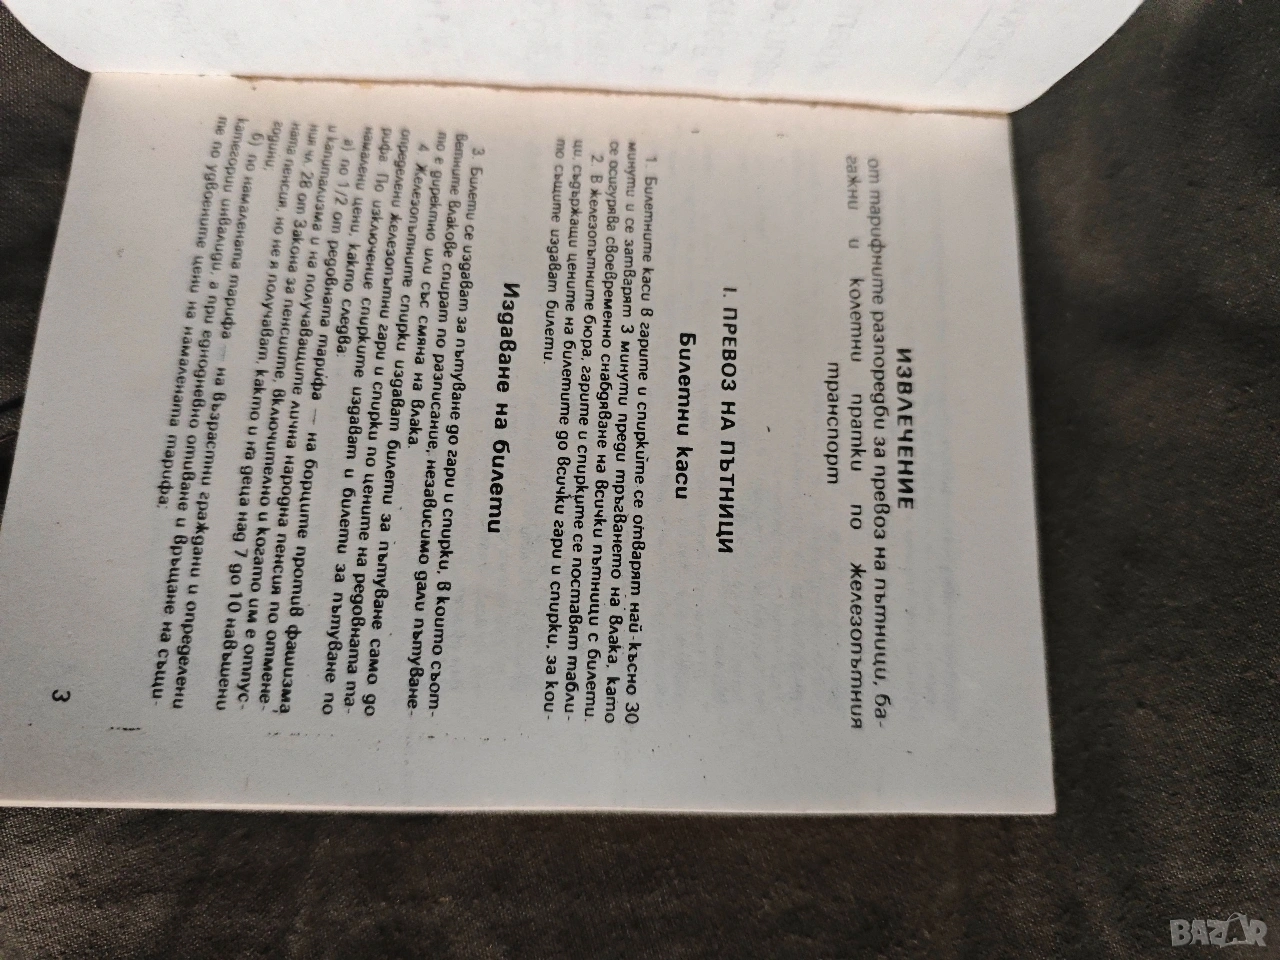 ИЗВЛЕЧЕНИЕ
от тарифните разпоредби за превоз на пътници, ба-
гажни и колетни пратки по железопътния
транспорт
I. ПРЕВОЗ НА ПЪТНИЦИ
Билетни каси
1. Билетните каси в гарите и спирките се отварят най-късно 30
минути и се затварят 3 минути преди тръгването на влака, като
се осигурява своевременно снабдяване на всички пътници с билети.
2. В железопътните бюра, гарите и спирките се поставят табли-
ци, съдържащи цените на билетите до всички гари и спирки, за кои-
то същите издават билети.
Издаване на билети
3. Билети се издават за пътуване до гари и спирки, в които съот-
ветните влакове спират по разписание, независимо дали пътуване-
то е директно или със смяна на влака.
4. Железопътните спирки издават билети за пътуване само до
определени железопътни гари и спирки по цените на редовната та-
рифа. По изключение спирките издават и билети за пътуване по
намалени цени, както следва:
а) по 1/2 от редовната тарифа — на борците против фашизма
и капитализма и на получаващите лична народна пенсия по отмене-
ния чл. 28 от Закона за пенсиите, включително и когато им е отпус-
ната пенсия, но не я получават, както и на деца над 7 до 10 навършени
години;
б) по намалената тарифа — на възрастни граждани и определени
категории инвалиди, а при еднодневно отиване и връщане на същи-
те по удвоените цени на намалената тарифа;
3
BAZAR